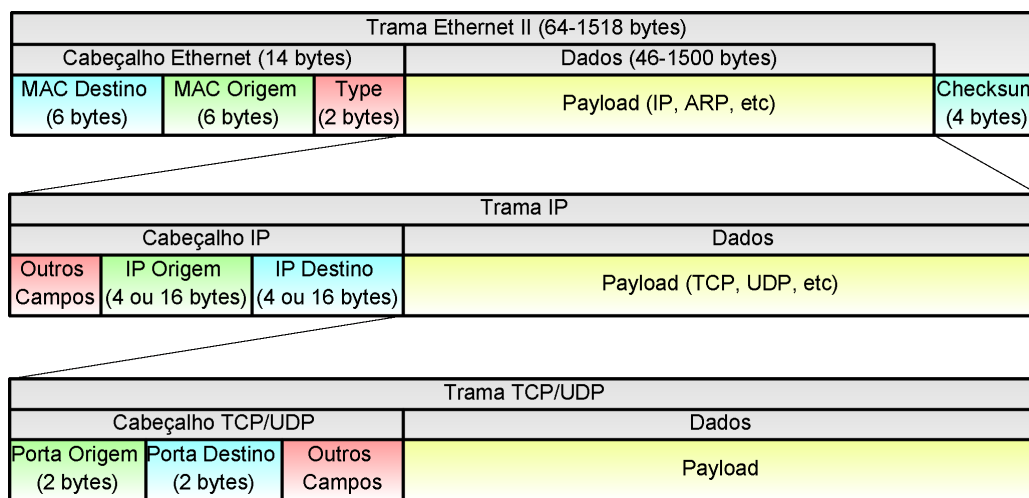 Trama Ethernet II (64-1518 bytes)
Cabeçalho Ethernet (14 bytes)
Dados (46-1500 bytes)
MAC Destino
(6 bytes)
MAC Origem
(6 bytes)
Type
(2 bytes)
Payload (IP, ARP, etc)
Checksum
(4 bytes)
Trama IP
Cabeçalho IP
Dados
Outros
Campos
IP Origem
(4 ou 16 bytes)
IP Destino
(4 ou 16 bytes)
Payload (TCP, UDP, etc)
Trama TCP/UDP
Cabeçalho TCP/UDP
Dados
Porta Origem
(2 bytes)
Porta Destino
(2 bytes)
Outros
Campos
Payload